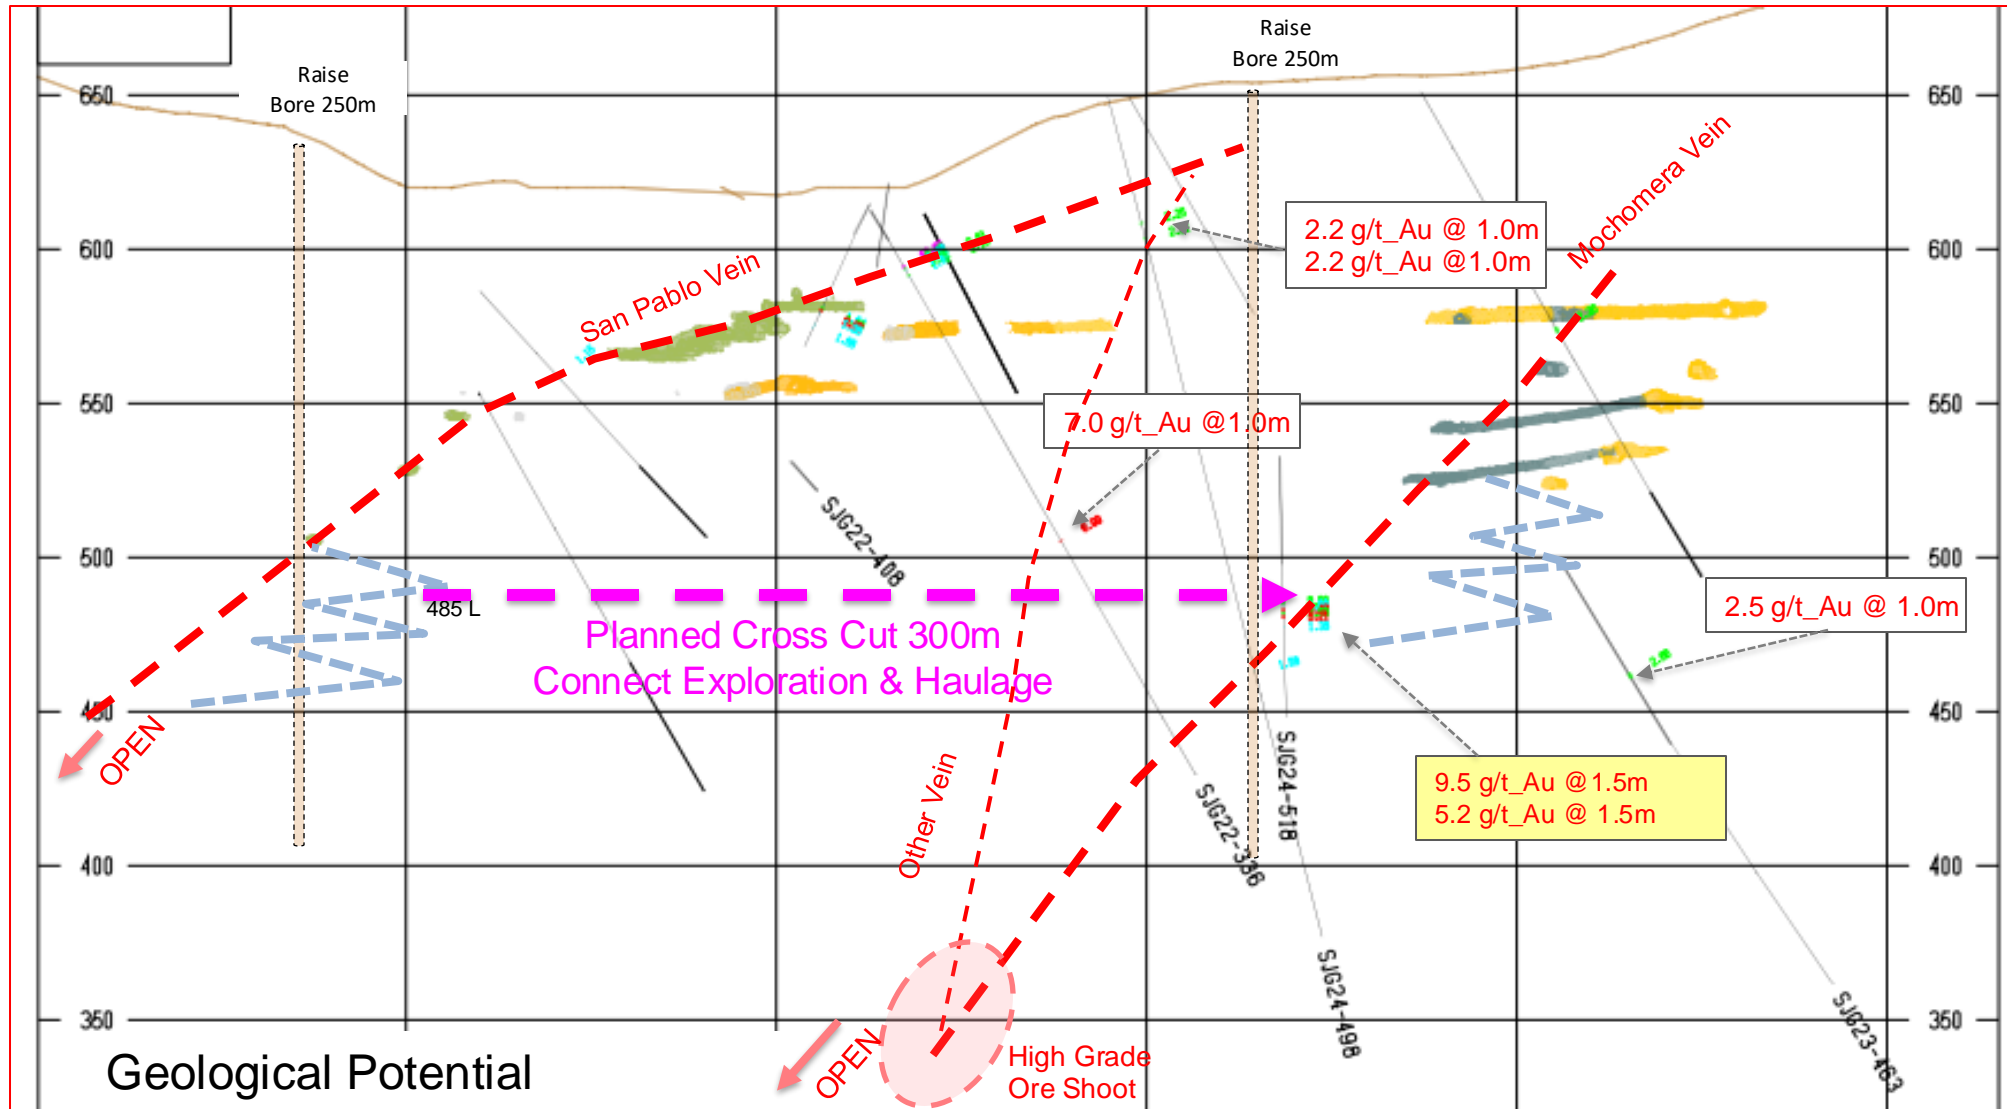 Raise
Bore 250m
Raise
Bore 250m
650
650
600
600
550
550
500
500
450
450
400
400
350
350
San Pablo Vein
Mochomera Vein
Other Vein
2.2 g/t_Au @ 1.0m
2.2 g/t_Au @1.0m
7.0 g/t_Au @1.0m
2.5 g/t_Au @ 1.0m
9.5 g/t_Au @1.5m
5.2 g/t_Au @ 1.5m
485 L
Planned Cross Cut 300m
Connect Exploration & Haulage
SJG22-408
SJG22-336
SJG24-518
SJG24-498
SJG23-463
OPEN
OPEN
High Grade
Ore Shoot
Geological Potential